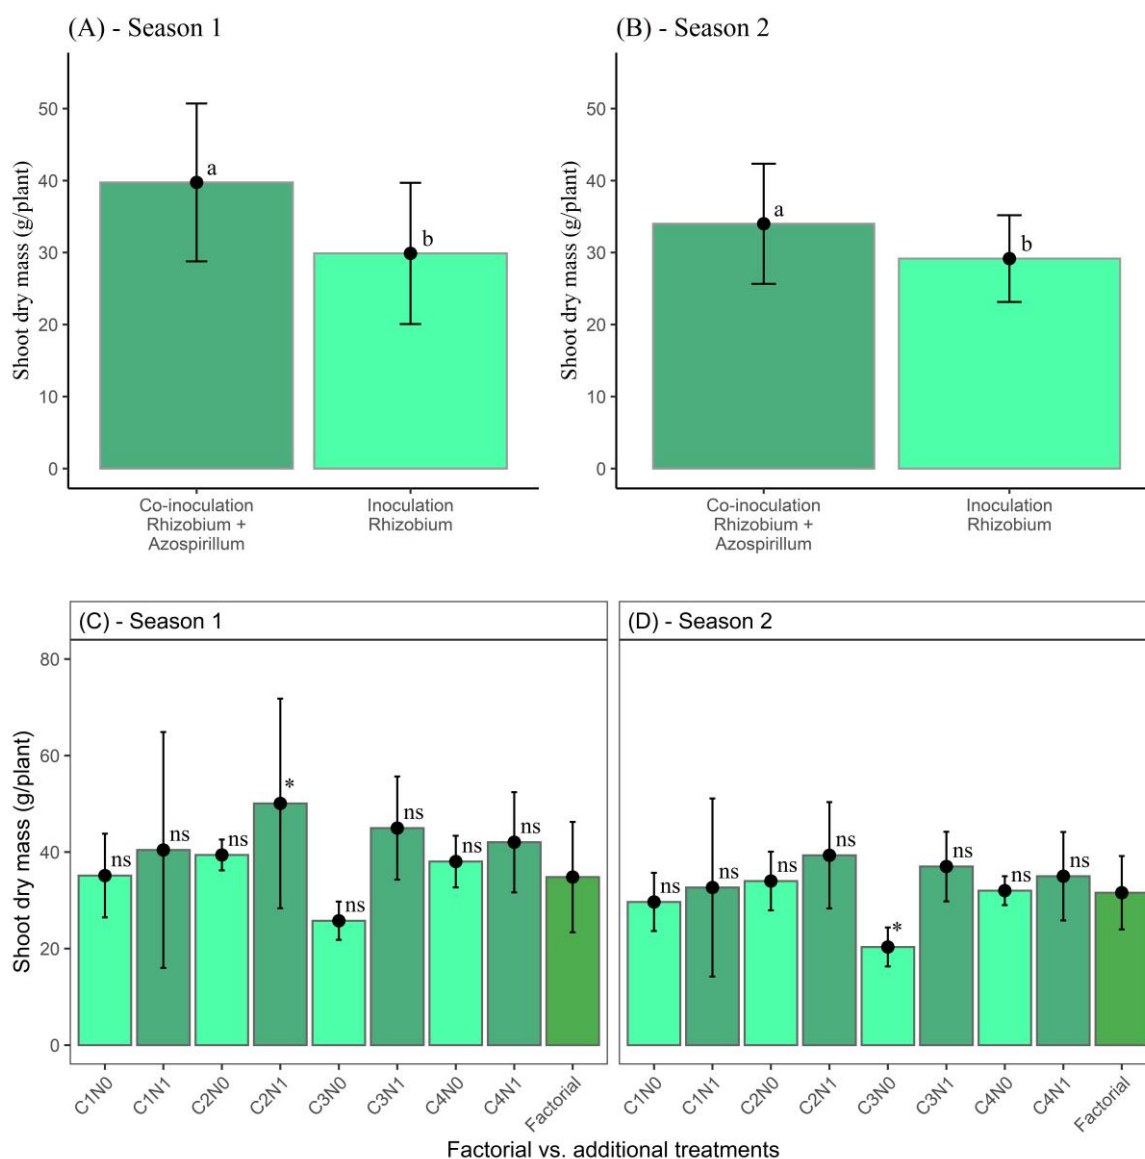 (A) - Season 1
Shoot dry mass (g/plant)
50
40
30
20
10
0
a
b
Co-inoculation
Rhizobium +
Azospirillum
Inoculation
Rhizobium
(B) - Season 2
Shoot dry mass (g/plant)
50
40
30
20
10
0
a
b
Co-inoculation
Rhizobium +
Azospirillum
Inoculation
Rhizobium
(C) - Season 1
Shoot dry mass (g/plant)
80
60
40
20
0
ns
ns
ns
*
ns
ns
ns
ns
C1N0
C1N1
C2N0
C2N1
C3N0
C3N1
C4N0
C4N1
Factorial
(D) - Season 2
ns
ns
ns
ns
*
ns
ns
ns
C1N0
C1N1
C2N0
C2N1
C3N0
C3N1
C4N0
C4N1
Factorial
Factorial vs. additional treatments